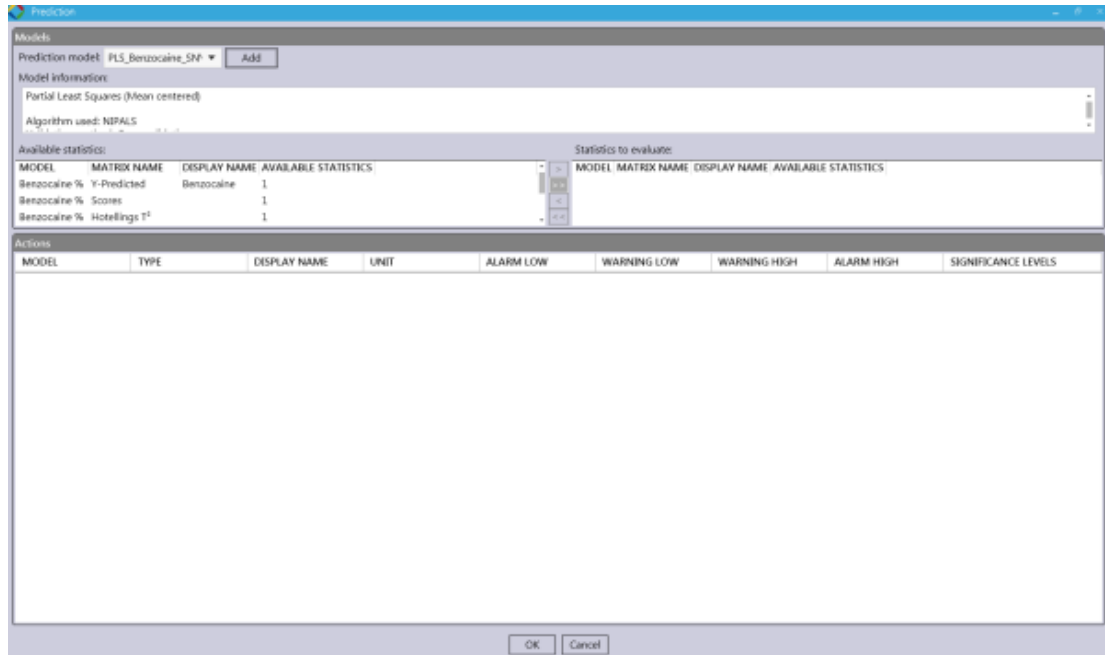 Prediction
Models
Prediction model: PLS_Benzocaine_SNV Add
Model information:
Partial Least Squares (Mean centered)
Algorithm used: NIPALS
Available statistics: Statistics to evaluate:
MODEL MATRIX NAME DISPLAY NAME AVAILABLE STATISTICS > MODEL MATRIX NAME DISPLAY NAME AVAILABLE STATISTICS
Benzocaine % Y-Predicted Benzocaine 1 >>
Benzocaine % Scores 1 <
Benzocaine % Hotellings T² 1 <<
Actions
MODEL TYPE DISPLAY NAME UNIT ALARM LOW WARNING LOW WARNING HIGH ALARM HIGH SIGNIFICANCE LEVELS
OK Cancel